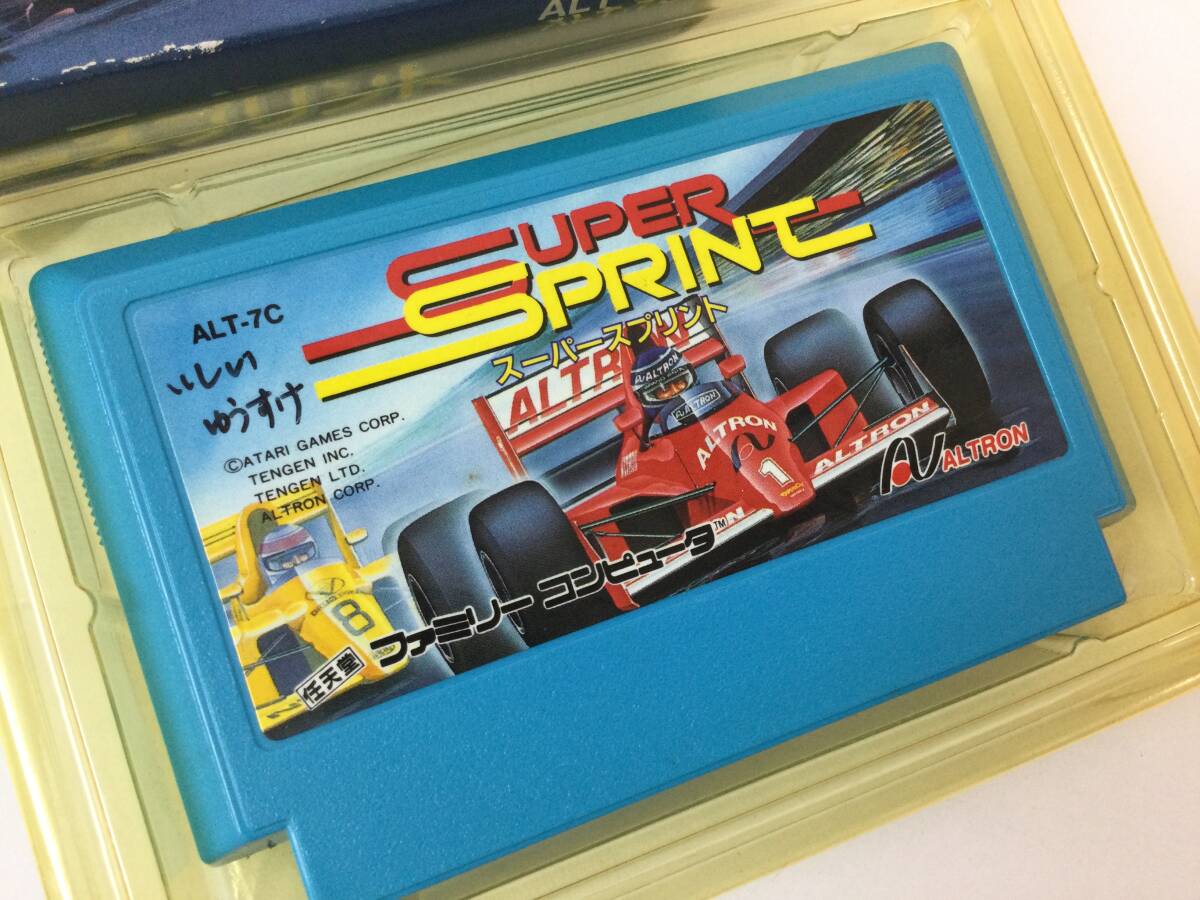 SUPER
SPRINT
スーパースプリント
ALT-7C
いしい
ゆうすけ
©ATARI GAMES CORP.
TENGEN INC.
TENGEN LTD.
ALTRON CORP.
ALTRON
ALTRON
ALTRON
ALTRON
1
ALTRON
ALTRON
8
任天堂 ファミリー コンピュータ™